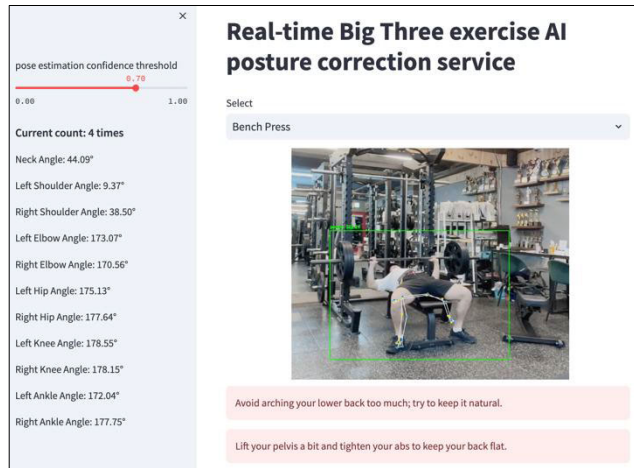 ×
pose estimation confidence threshold
0.70
0.00 1.00
Current count: 4 times
Neck Angle: 44.09°
Left Shoulder Angle: 9.37°
Right Shoulder Angle: 38.50°
Left Elbow Angle: 173.07°
Right Elbow Angle: 170.56°
Left Hip Angle: 175.13°
Right Hip Angle: 177.64°
Left Knee Angle: 178.55°
Right Knee Angle: 178.15°
Left Ankle Angle: 172.04°
Right Ankle Angle: 177.75°
Real-time Big Three exercise AI
posture correction service
Select
Bench Press
Avoid arching your lower back too much; try to keep it natural.
Lift your pelvis a bit and tighten your abs to keep your back flat.